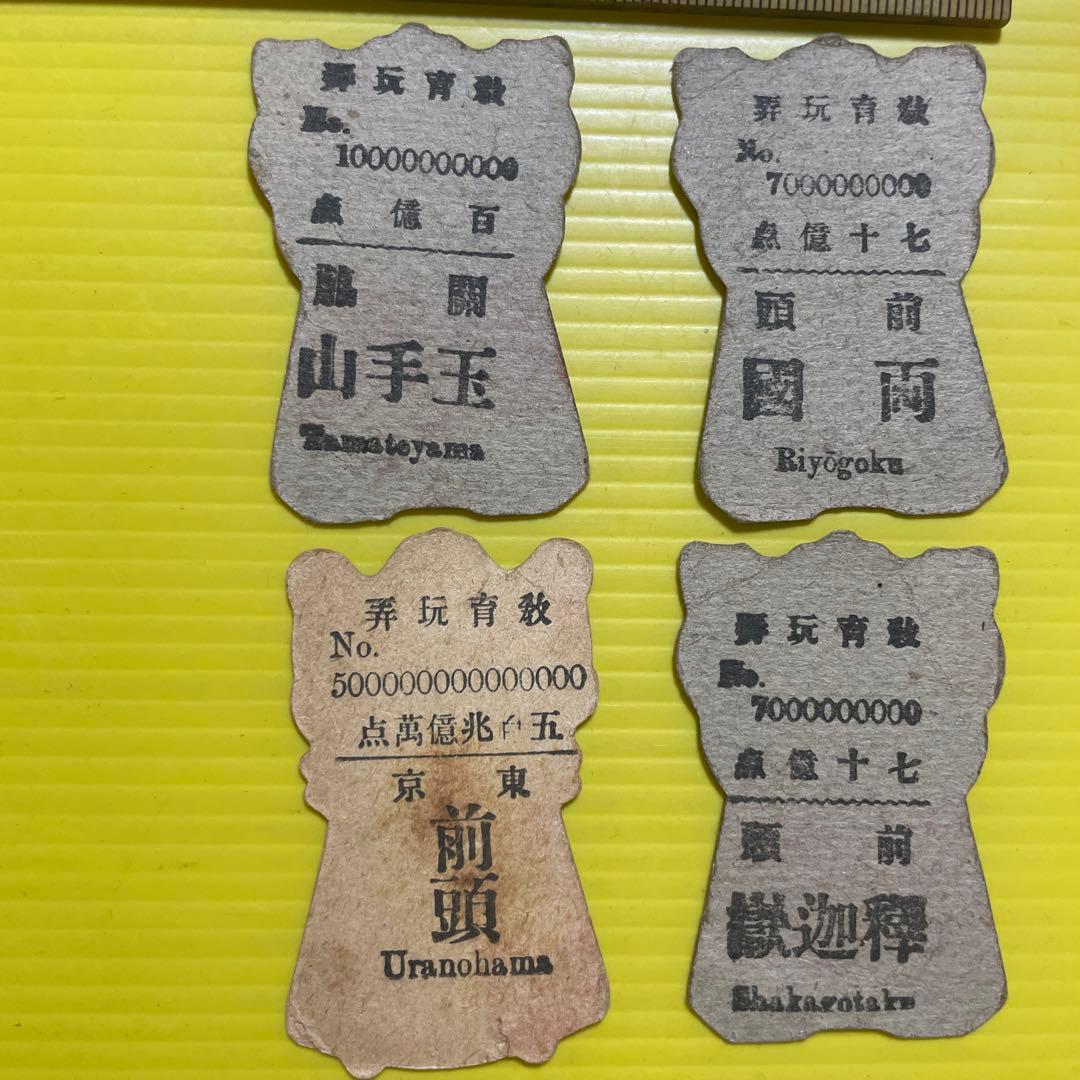 敎育玩弄
No.
10000000000
百億点
關脇
玉手山
Tamateyama
敎育玩弄
No.
7000000000
七十億点
前頭
両國
Riyōgoku
敎育玩弄
No.
500000000000000
五百兆億萬点
東京
前
頭
Uranohama
敎育玩弄
No.
7000000000
七十億点
前頭
釋迦嶽
Shakagotake